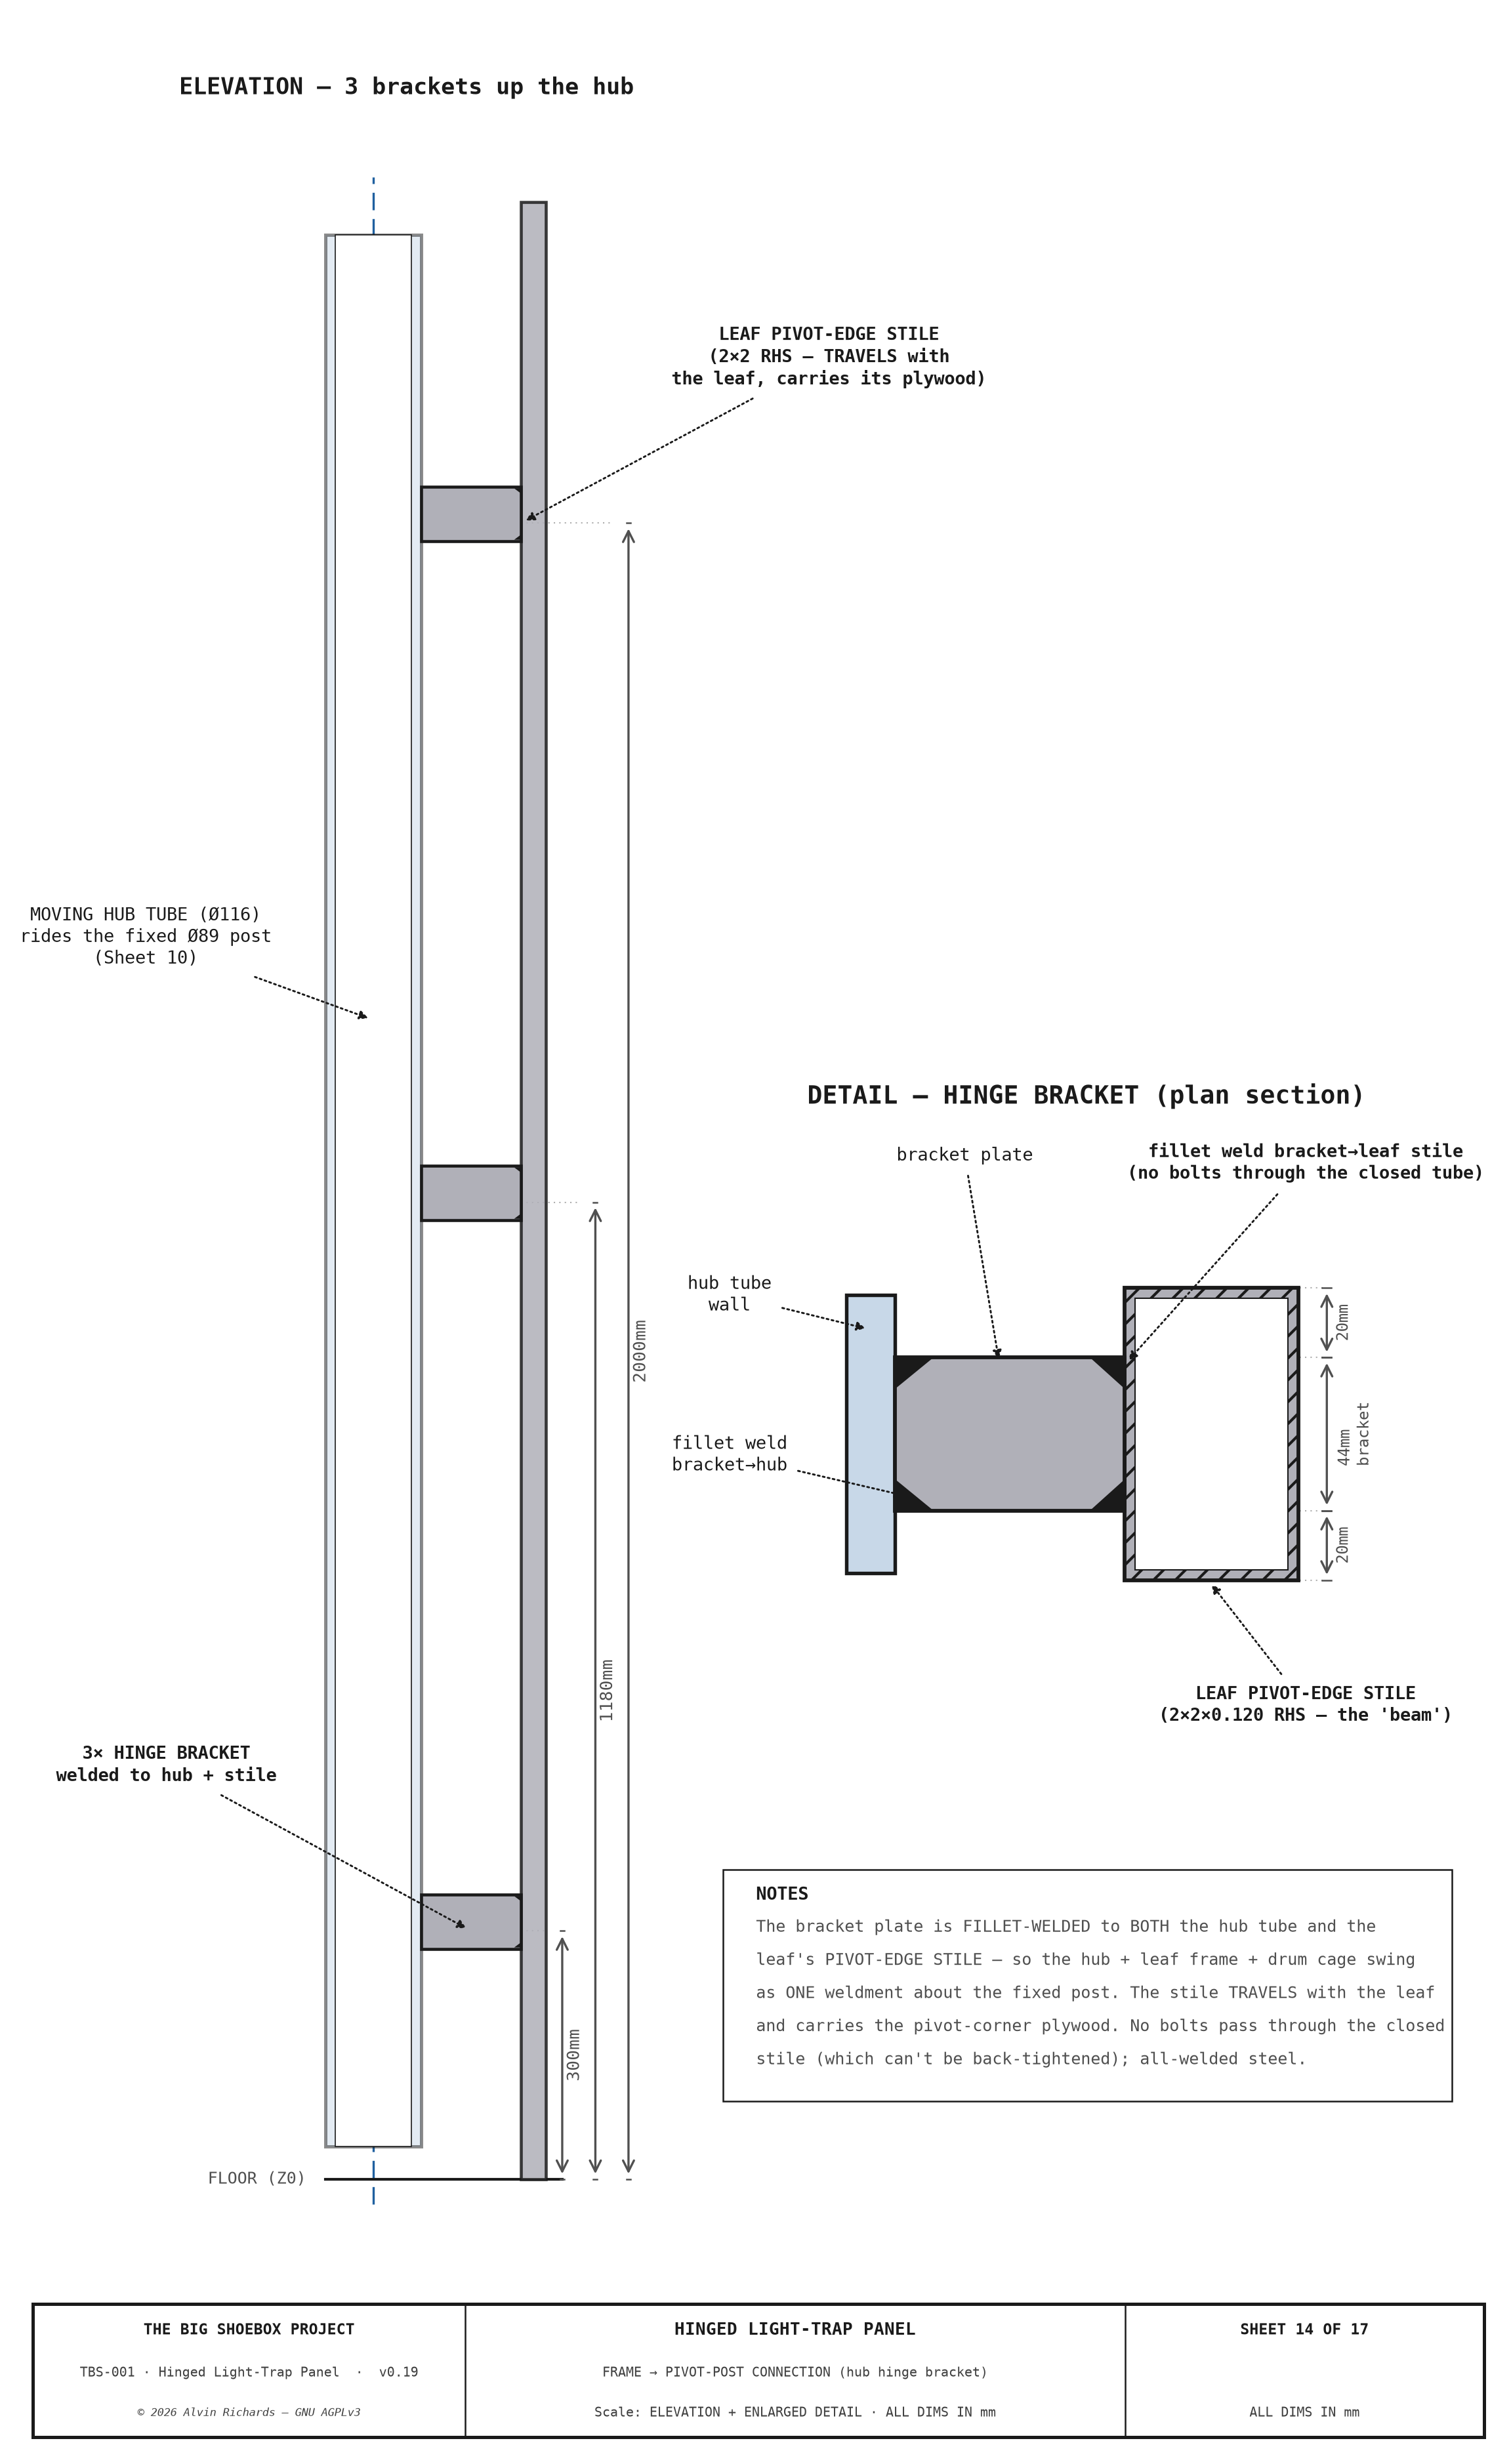 ELEVATION — 3 brackets up the hub
LEAF PIVOT-EDGE STILE
(2×2 RHS — TRAVELS with
the leaf, carries its plywood)
MOVING HUB TUBE (Ø116)
rides the fixed Ø89 post
(Sheet 10)
2000mm
1180mm
300mm
3× HINGE BRACKET
welded to hub + stile
FLOOR (Z0)
DETAIL — HINGE BRACKET (plan section)
bracket plate
fillet weld bracket→leaf stile
(no bolts through the closed tube)
hub tube
wall
fillet weld
bracket→hub
20mm
44mm
bracket
20mm
LEAF PIVOT-EDGE STILE
(2×2×0.120 RHS — the 'beam')
NOTES
The bracket plate is FILLET-WELDED to BOTH the hub tube and the
leaf's PIVOT-EDGE STILE — so the hub + leaf frame + drum cage swing
as ONE weldment about the fixed post. The stile TRAVELS with the leaf
and carries the pivot-corner plywood. No bolts pass through the closed
stile (which can't be back-tightened); all-welded steel.
THE BIG SHOEBOX PROJECT
TBS-001 · Hinged Light-Trap Panel · v0.19
© 2026 Alvin Richards — GNU AGPLv3
HINGED LIGHT-TRAP PANEL
FRAME → PIVOT-POST CONNECTION (hub hinge bracket)
Scale: ELEVATION + ENLARGED DETAIL · ALL DIMS IN mm
SHEET 14 OF 17
ALL DIMS IN mm